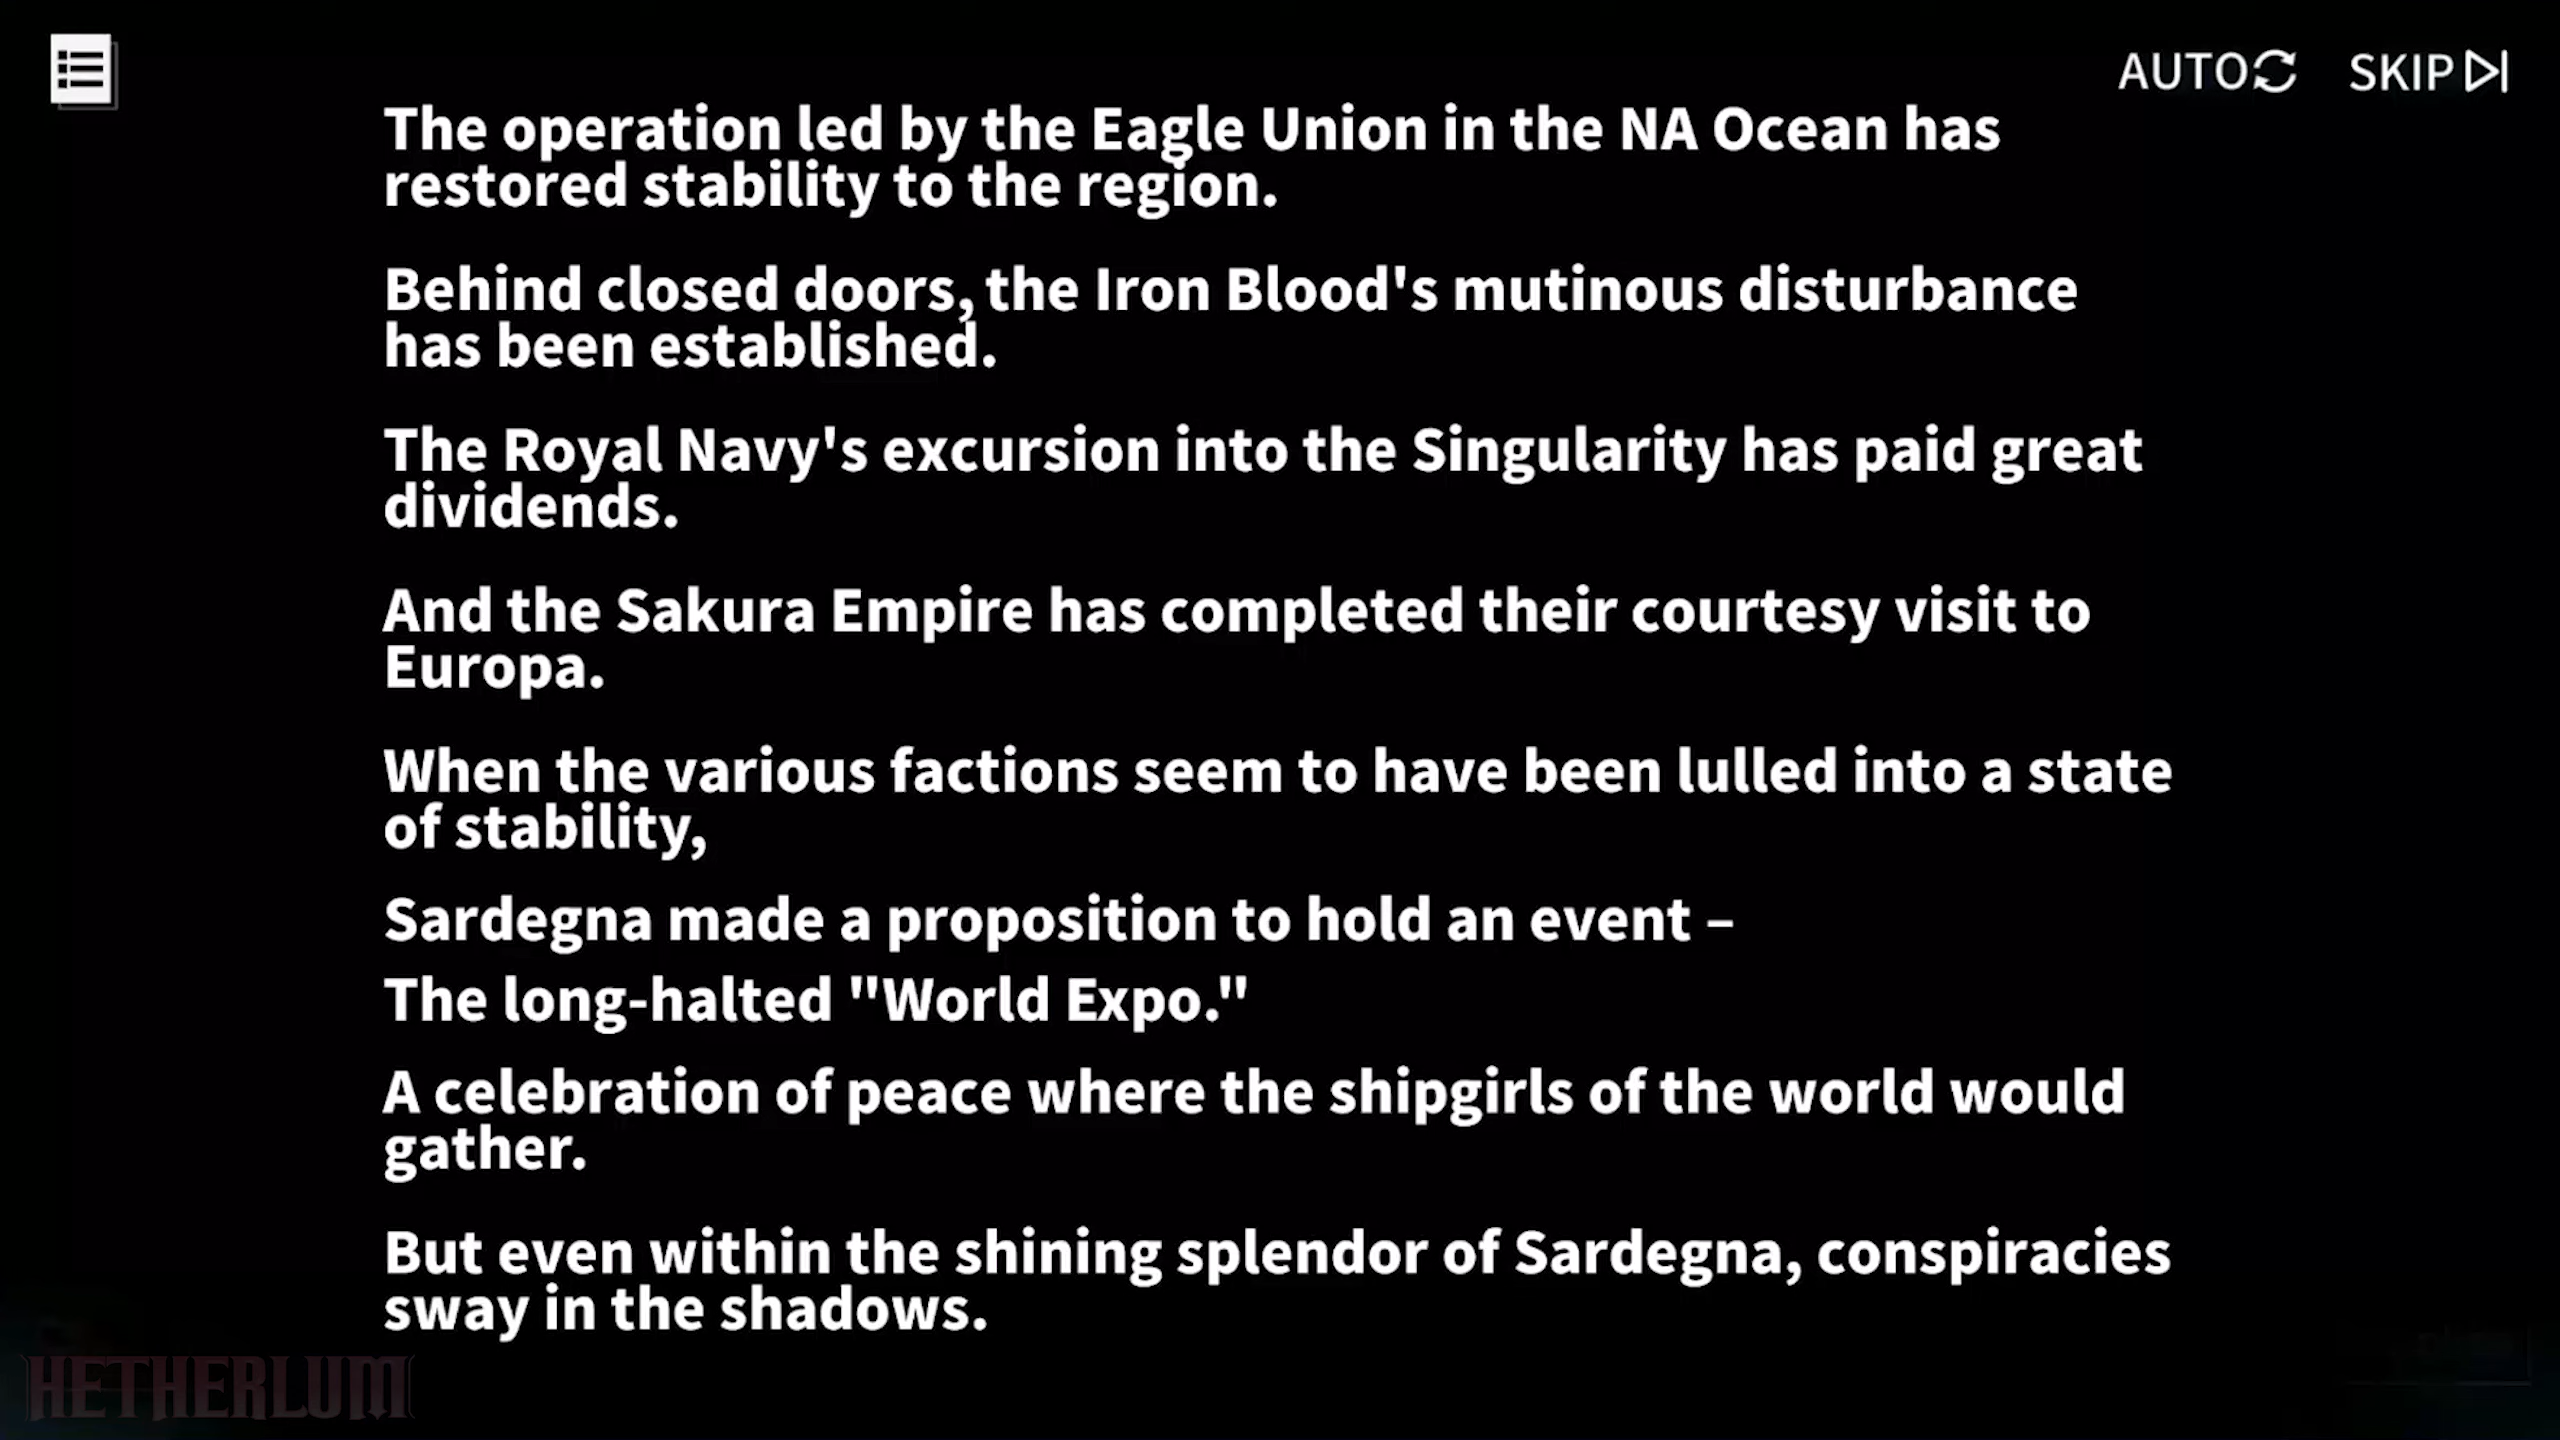 AUTO SKIP
The operation led by the Eagle Union in the NA Ocean has
restored stability to the region.
Behind closed doors, the Iron Blood's mutinous disturbance
has been established.
The Royal Navy's excursion into the Singularity has paid great
dividends.
And the Sakura Empire has completed their courtesy visit to
Europa.
When the various factions seem to have been lulled into a state
of stability,
Sardegna made a proposition to hold an event –
The long-halted "World Expo."
A celebration of peace where the shipgirls of the world would
gather.
But even within the shining splendor of Sardegna, conspiracies
sway in the shadows.
HETHERLUM